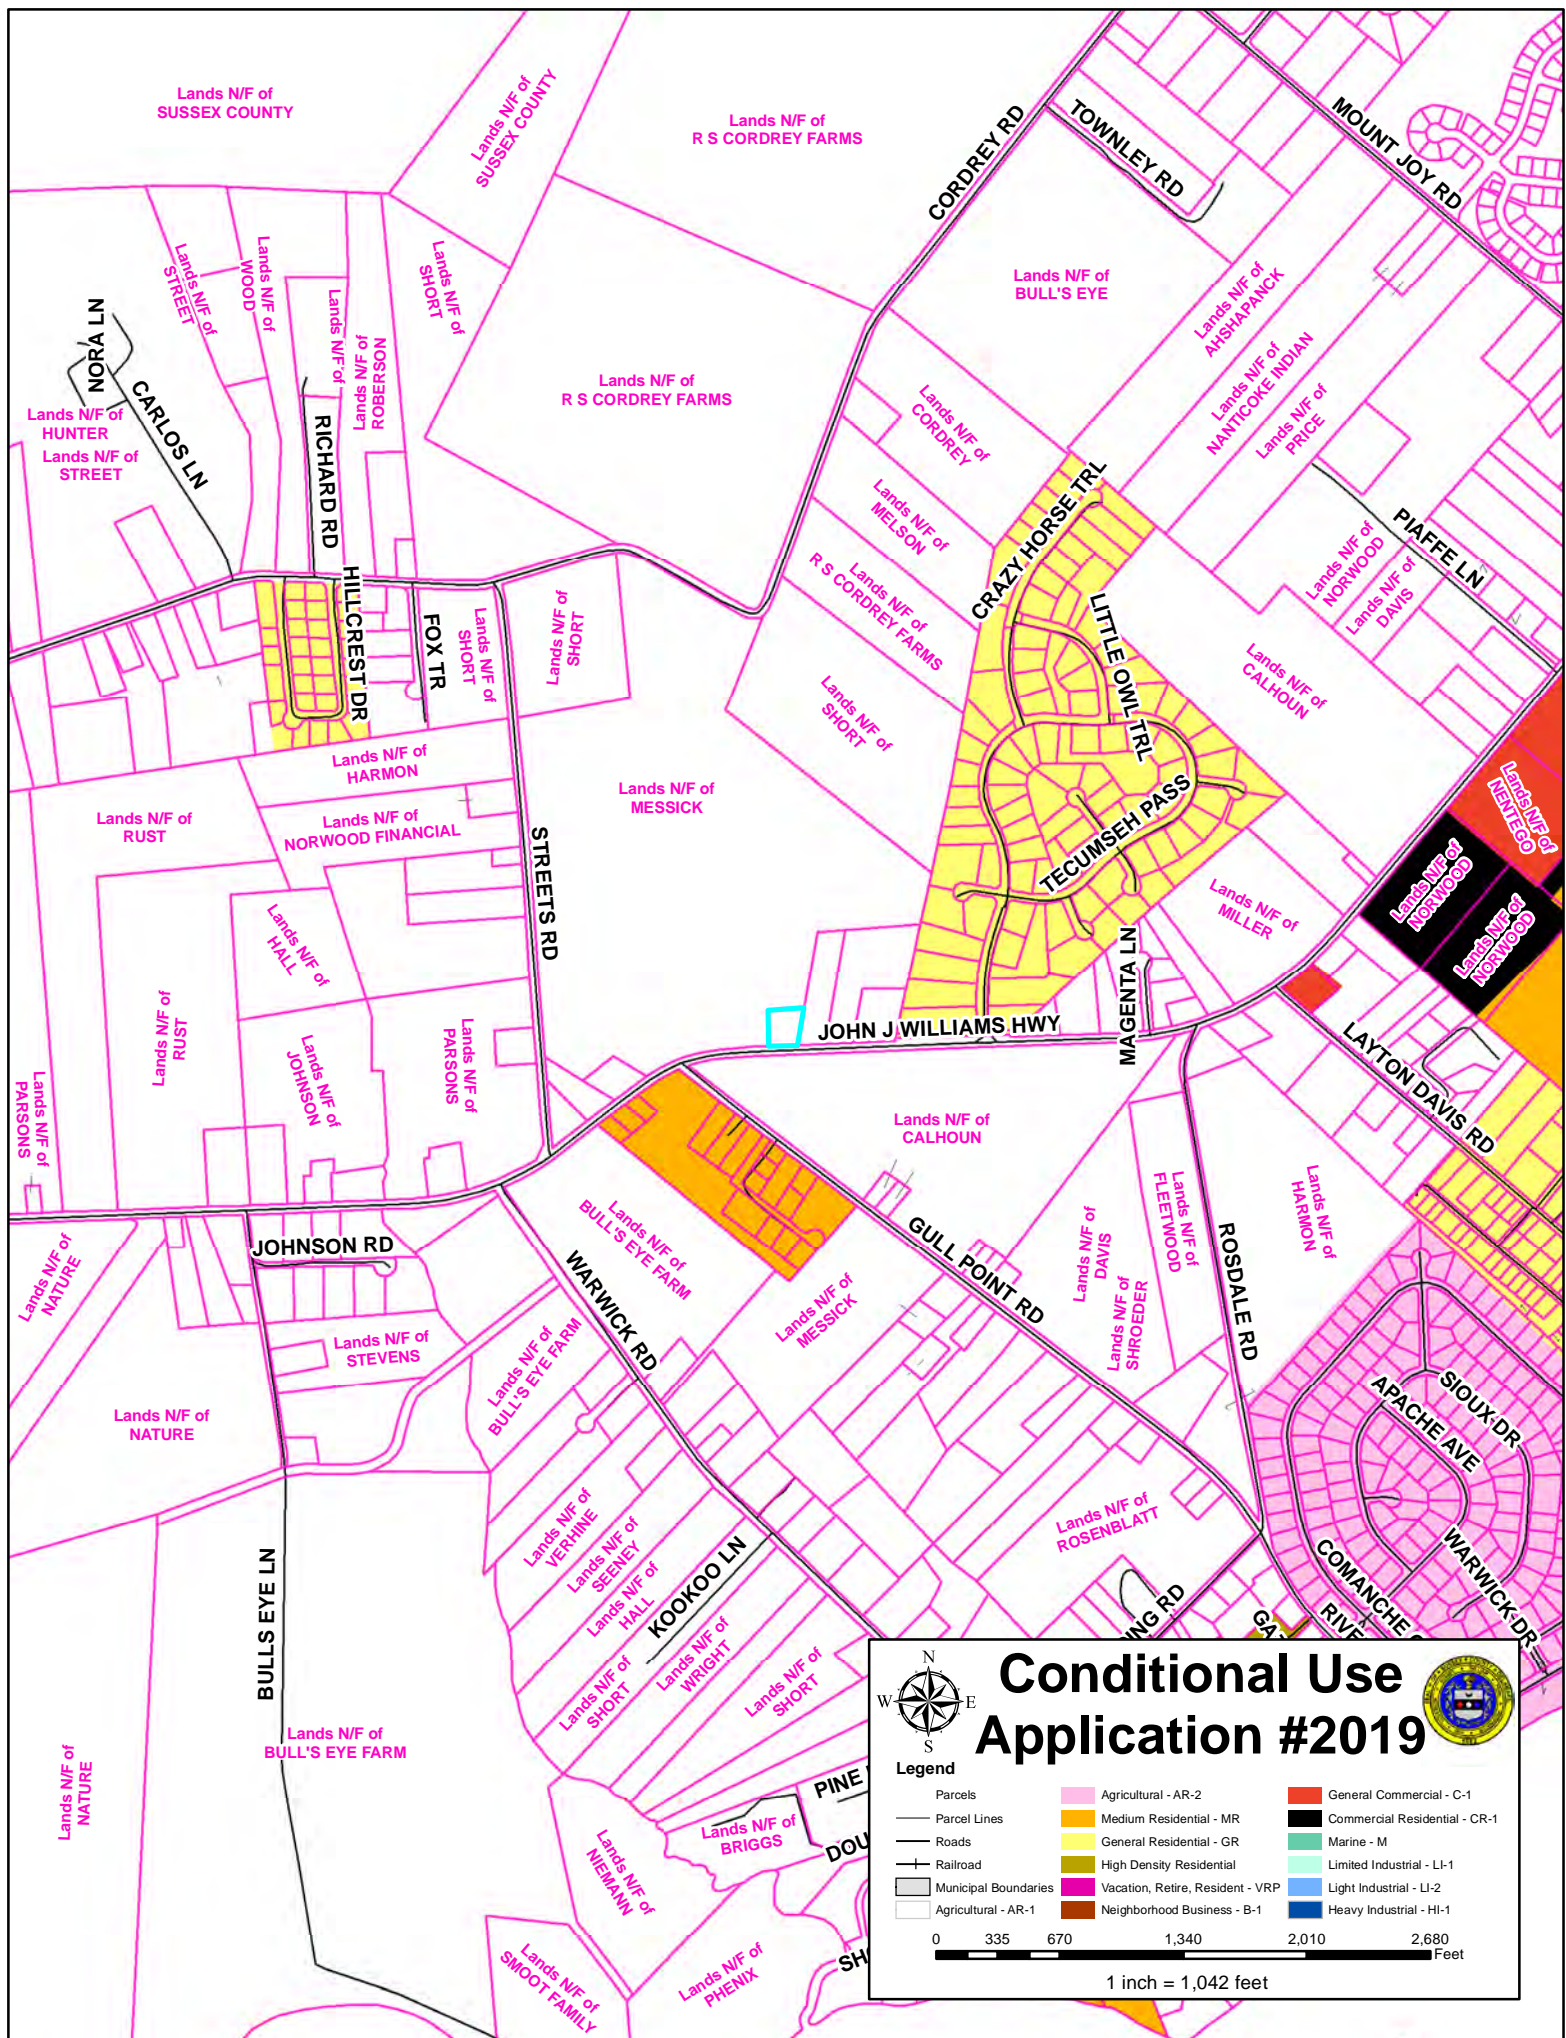 Lands N/F of
SUSSEX COUNTY
Lands N/F of
SUSSEX COUNTY
Lands N/F of
R S CORDREY FARMS
CORDREY RD
TOWNLEY RD
MOUNT JOY RD
Lands N/F of
STREET
Lands N/F of
WOOD
Lands N/F of
Lands N/F of
ROBERSON
Lands N/F of
SHORT
Lands N/F of
BULL'S EYE
Lands N/F of
AHSHAPANCK
Lands N/F of
NANTICOKE INDIAN
Lands N/F of
PRICE
NORA LN
CARLOS LN
Lands N/F of
HUNTER
Lands N/F of
STREET
RICHARD RD
Lands N/F of
R S CORDREY FARMS
Lands N/F of
CORDREY
Lands N/F of
MELSON
Lands N/F of
R S CORDREY FARMS
Lands N/F of
SHORT
CRAZY HORSE TRL
LITTLE OWL TRL
TECUMSEH PASS
PIAFFE LN
Lands N/F of
NORWOOD
Lands N/F of
DAVIS
Lands N/F of
CALHOUN
HILLCREST DR
FOX TR
Lands N/F of
SHORT
Lands N/F of
SHORT
Lands N/F of
HARMON
Lands N/F of
NORWOOD FINANCIAL
Lands N/F of
RUST
Lands N/F of
MESSICK
STREETS RD
Lands N/F of
NENTEGO
Lands N/F of
NORWOOD
Lands N/F of
NORWOOD
Lands N/F of
MILLER
MAGENTA LN
Lands N/F of
HALL
Lands N/F of
Lands N/F of
RUST
Lands N/F of
JOHNSON
Lands N/F of
PARSONS
Lands N/F of
PARSONS
JOHN J WILLIAMS HWY
LAYTON DAVIS RD
Lands N/F of
CALHOUN
Lands N/F of
FLEETWOOD
Lands N/F of
HARMON
Lands N/F of
DAVIS
Lands N/F of
SHROEDER
ROSDALE RD
GULL POINT RD
Lands N/F of
BULL'S EYE FARM
Lands N/F of
MESSICK
WARWICK RD
JOHNSON RD
Lands N/F of
NATURE
Lands N/F of
STEVENS
Lands N/F of
BULL'S EYE FARM
Lands N/F of
NATURE
SIOUX DR
APACHE AVE
WARWICK DR
COMANCHE
Lands N/F of
ROSENBLATT
Lands N/F of
VERHINE
Lands N/F of
SEENEY
Lands N/F of
HALL
KOOKOO LN
Lands N/F of
WRIGHT
Lands N/F of
SHORT
Lands N/F of
SHORT
BULLS EYE LN
Lands N/F of
BULL'S EYE FARM
Lands N/F of
NATURE
PINE
DOU
Lands N/F of
BRIGGS
Lands N/F of
NIEMANN
Lands N/F of
SMOOT FAMILY
Lands N/F of
PHENIX
SH
DING RD
GA
RIVE
N
W E
S
Conditional Use
Application #2019
Legend
Parcels
Parcel Lines
Roads
Railroad
Municipal Boundaries
Agricultural - AR-1
Agricultural - AR-2
Medium Residential - MR
General Residential - GR
High Density Residential
Vacation, Retire, Resident - VRP
Neighborhood Business - B-1
General Commercial - C-1
Commercial Residential - CR-1
Marine - M
Limited Industrial - LI-1
Light Industrial - LI-2
Heavy Industrial - HI-1
0 335 670 1,340 2,010 2,680
Feet
1 inch = 1,042 feet